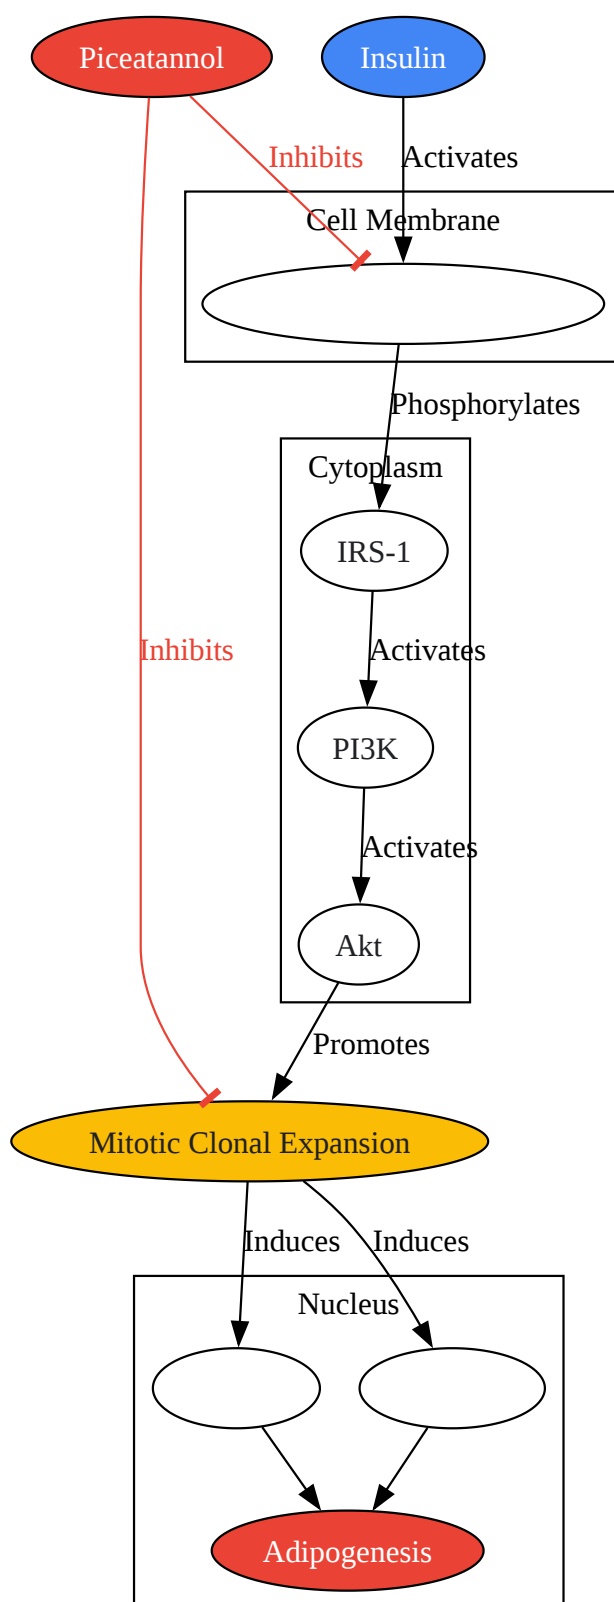 Piceatannol
Insulin
Inhibits
Activates
Cell Membrane
Phosphorylates
Cytoplasm
IRS-1
Inhibits
Activates
PI3K
Activates
Akt
Promotes
Mitotic Clonal Expansion
Induces
Induces
Nucleus
Adipogenesis